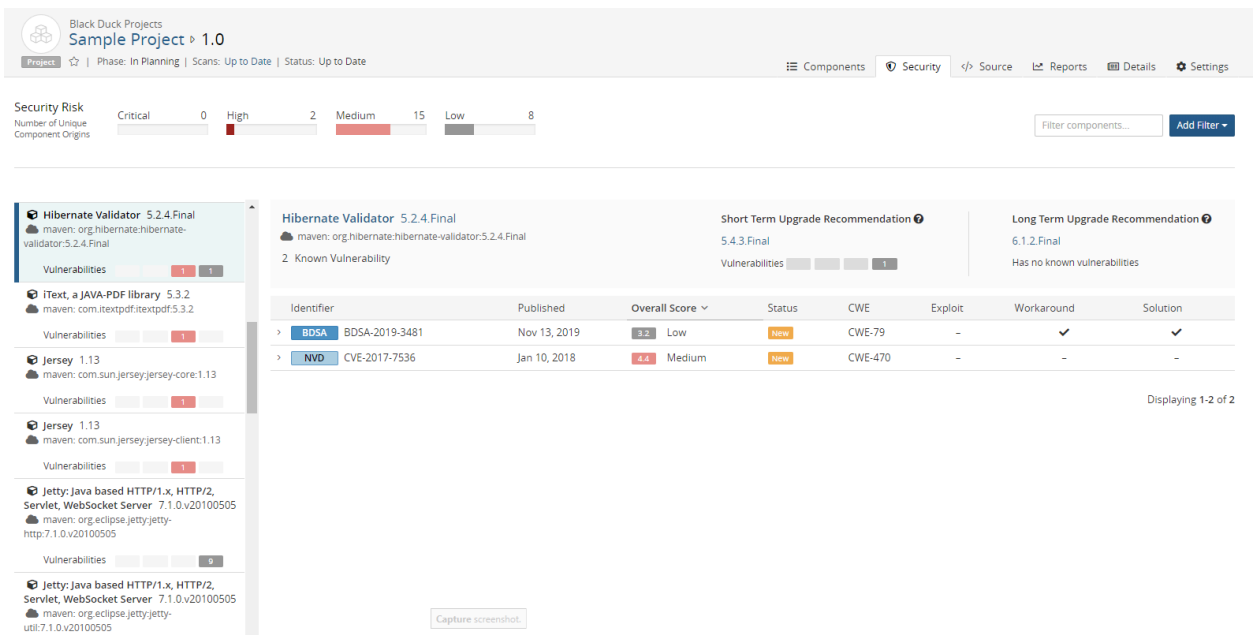 Black Duck Projects
Sample Project 1.0
Project | Phase: In Planning | Scans: Up to Date | Status: Up to Date
Components Security </> Source Reports Details Settings
Security Risk
Number of Unique
Component Origins
Critical 0 High 2 Medium 15 Low 8
Filter components...
Add Filter
Hibernate Validator 5.2.4.Final
maven: org.hibernate:hibernate-
validator:5.2.4.Final
Vulnerabilities 1 1
iText, a JAVA-PDF library 5.3.2
maven: com.itextpdf:itextpdf:5.3.2
Vulnerabilities 1
Jersey 1.13
maven: com.sun.jersey:jersey-core:1.13
Vulnerabilities 1
Jersey 1.13
maven: com.sun.jersey:jersey-client:1.13
Vulnerabilities 1
Jetty: Java based HTTP/1.x, HTTP/2,
Servlet, WebSocket Server 7.1.0.v20100505
maven: org.eclipse.jetty:jetty-
http:7.1.0.v20100505
Vulnerabilities 9
Jetty: Java based HTTP/1.x, HTTP/2,
Servlet, WebSocket Server 7.1.0.v20100505
maven: org.eclipse.jetty:jetty-
util:7.1.0.v20100505
Hibernate Validator 5.2.4.Final
maven: org.hibernate:hibernate-validator:5.2.4.Final
2 Known Vulnerability
Short Term Upgrade Recommendation ?
5.4.3.Final
Vulnerabilities 1
Long Term Upgrade Recommendation ?
6.1.2.Final
Has no known vulnerabilities
Identifier Published Overall Score Status CWE Exploit Workaround Solution
BDSA BDSA-2019-3481 Nov 13, 2019 3.2 Low New CWE-79 – ✔ ✔
NVD CVE-2017-7536 Jan 10, 2018 4.4 Medium New CWE-470 – – –
Displaying 1-2 of 2
Capture screenshot.